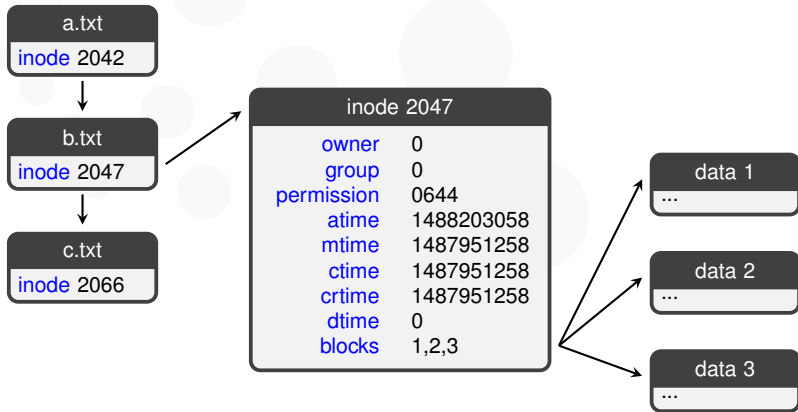 a.txt
inode 2042
b.txt
inode 2047
c.txt
inode 2066
inode 2047
owner 0
group 0
permission 0644
atime 1488203058
mtime 1487951258
ctime 1487951258
crtime 1487951258
dtime 0
blocks 1,2,3
data 1
...
data 2
...
data 3
...